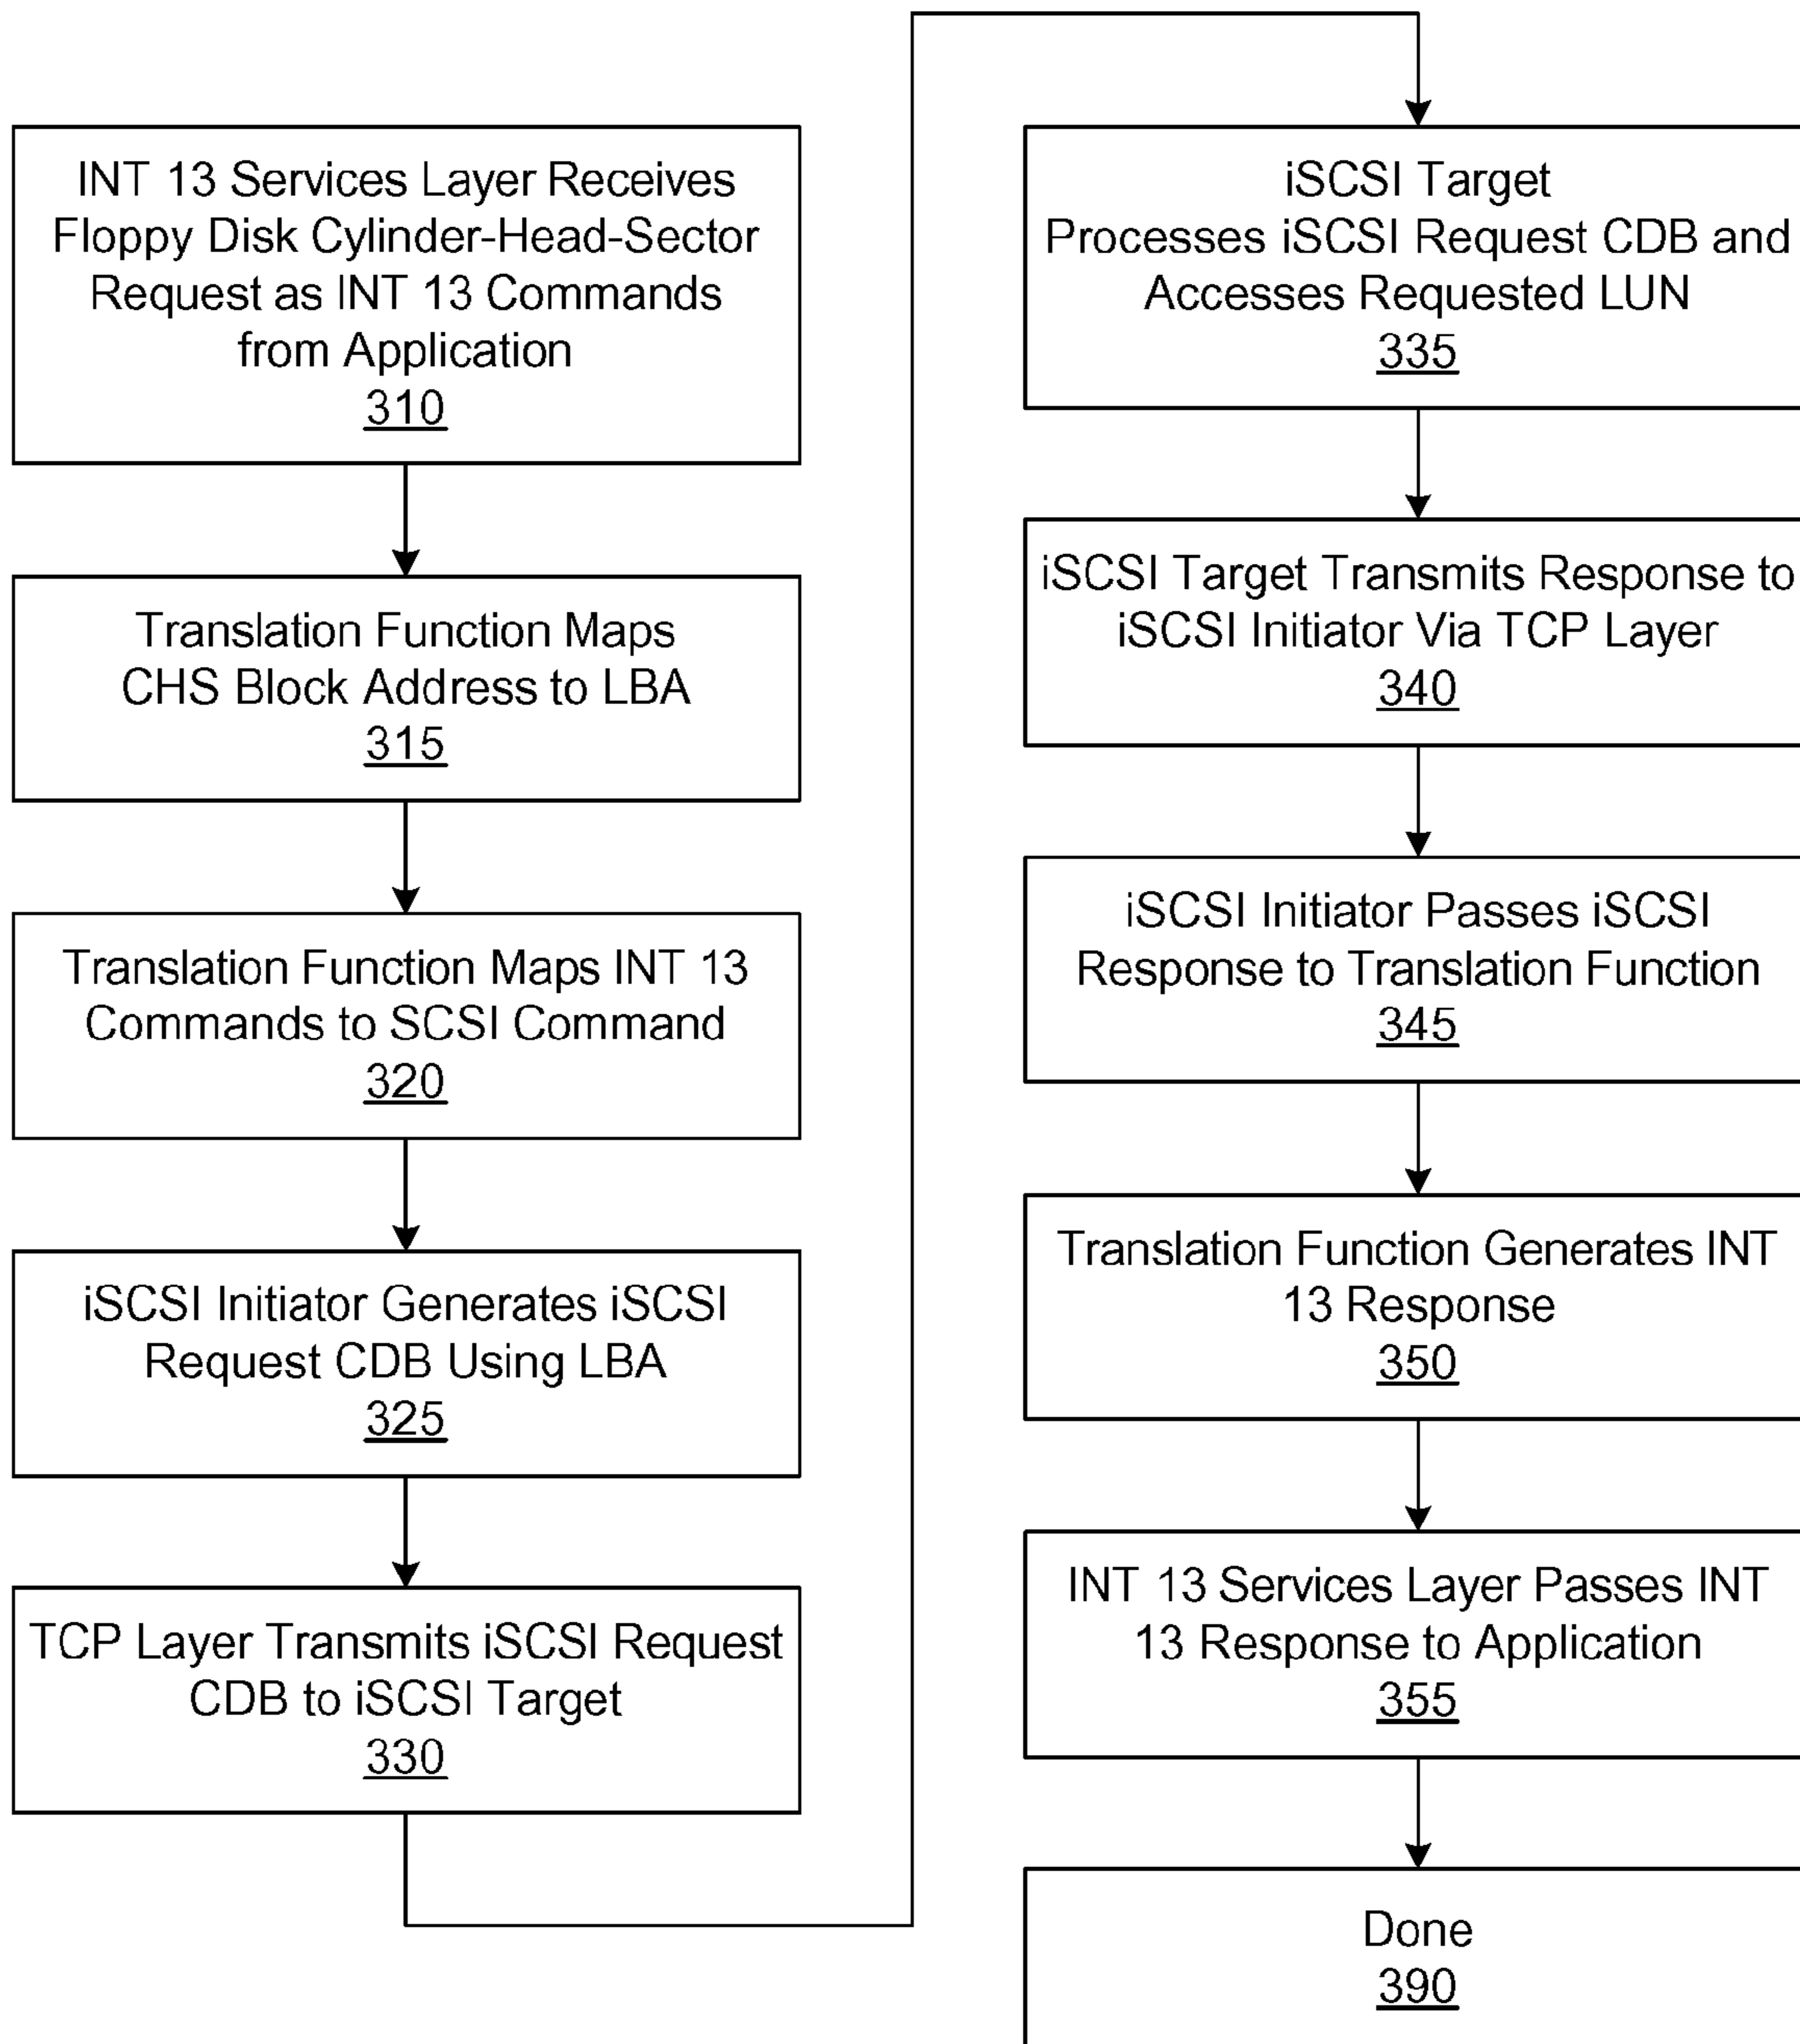 INT 13 Services Layer Receives
Floppy Disk Cylinder-Head-Sector
Request as INT 13 Commands
from Application
310
Translation Function Maps
CHS Block Address to LBA
315
Translation Function Maps INT 13
Commands to SCSI Command
320
iSCSI Initiator Generates iSCSI
Request CDB Using LBA
325
TCP Layer Transmits iSCSI Request
CDB to iSCSI Target
330
iSCSI Target
Processes iSCSI Request CDB and
Accesses Requested LUN
335
iSCSI Target Transmits Response to
iSCSI Initiator Via TCP Layer
340
iSCSI Initiator Passes iSCSI
Response to Translation Function
345
Translation Function Generates INT
13 Response
350
INT 13 Services Layer Passes INT
13 Response to Application
355
Done
390